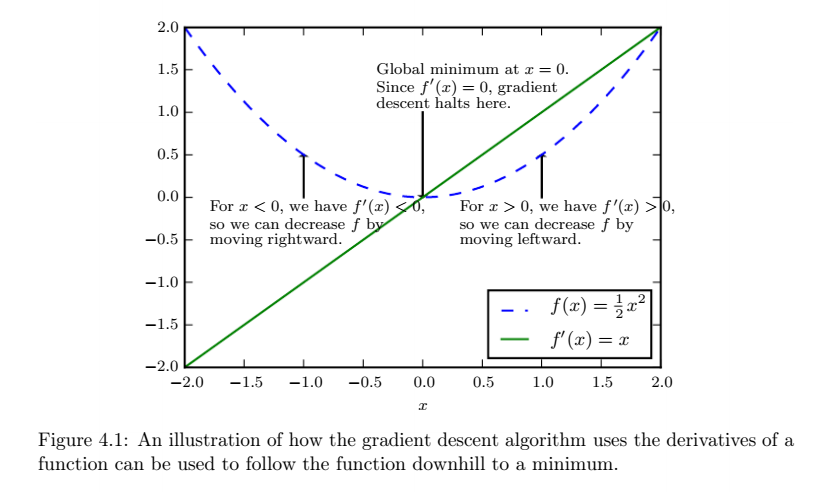 2.0
1.5
1.0
0.5
0.0
−0.5
−1.0
−1.5
−2.0
Global minimum at x = 0.
Since f′(x) = 0, gradient
descent halts here.
For x < 0, we have f′(x) < 0,
so we can decrease f by
moving rightward.
For x > 0, we have f′(x) > 0,
so we can decrease f by
moving leftward.
f(x) = ½x²
f′(x) = x
−2.0 −1.5 −1.0 −0.5 0.0 0.5 1.0 1.5 2.0
x
Figure 4.1: An illustration of how the gradient descent algorithm uses the derivatives of a
function can be used to follow the function downhill to a minimum.